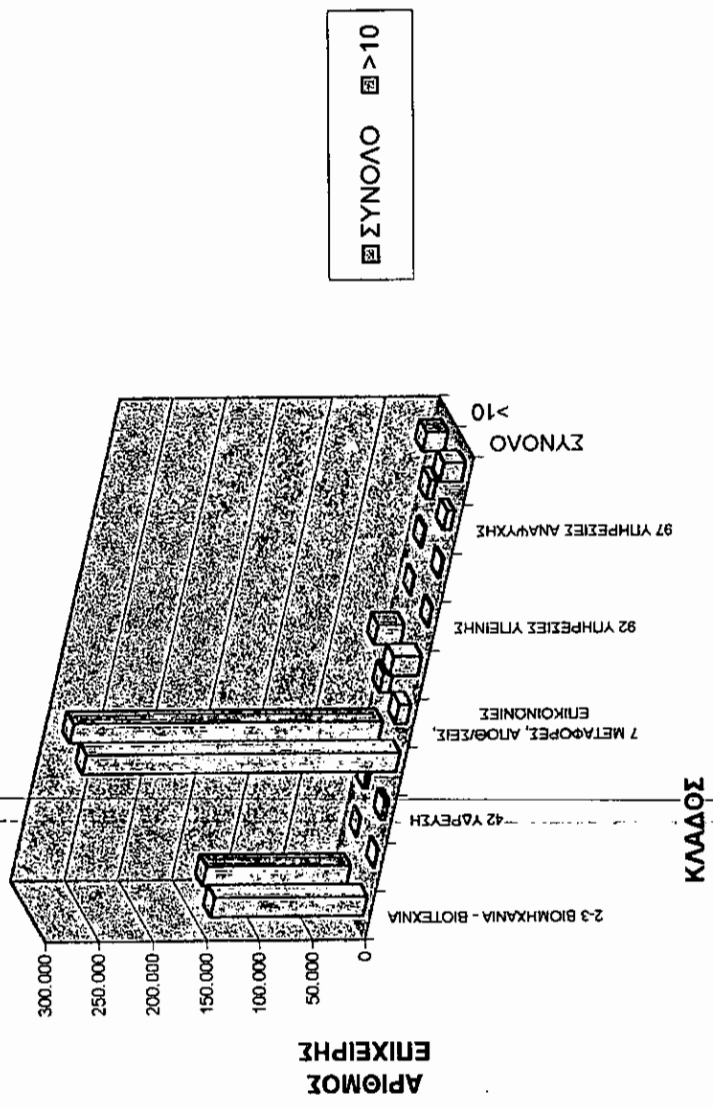 ΑΡΙΘΜΟΣ
ΕΠΙΧΕΙΡΗΣ
300.000
250.000
200.000
150.000
100.000
50.000
0
2-3 ΒΙΟΜΗΧΑΝΙΑ - ΒΙΟΤΕΧΝΙΑ
42 ΥΔΡΕΥΣΗ
7 ΜΕΤΑΦΟΡΕΣ, ΑΠΟΘ/ΣΕΙΣ,
ΕΠΙΚΟΙΝΩΝΙΕΣ
92 ΥΠΗΡΕΣΙΕΣ ΥΓΕΙΝΗΣ
97 ΥΠΗΡΕΣΙΕΣ ΑΝΑΨΥΧΗΣ
ΣΥΝΟΛΟ
>10
ΚΛΑΔΟΣ
ΣΥΝΟΛΟ >10